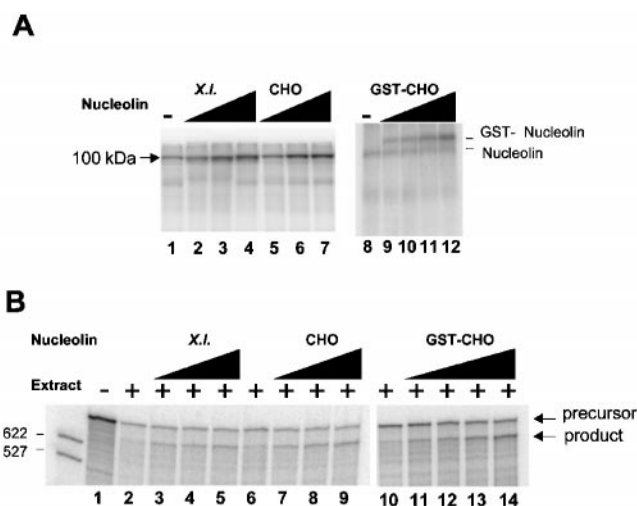 A
X.l. CHO GST-CHO
Nucleolin
- -
GST- Nucleolin
Nucleolin
100 kDa
1 2 3 4 5 6 7 8 9 10 11 12
B
Nucleolin X.l. CHO GST-CHO
Extract - + + + + + + + + + + + + +
precursor
622 -
product
527 -
1 2 3 4 5 6 7 8 9 10 11 12 13 14